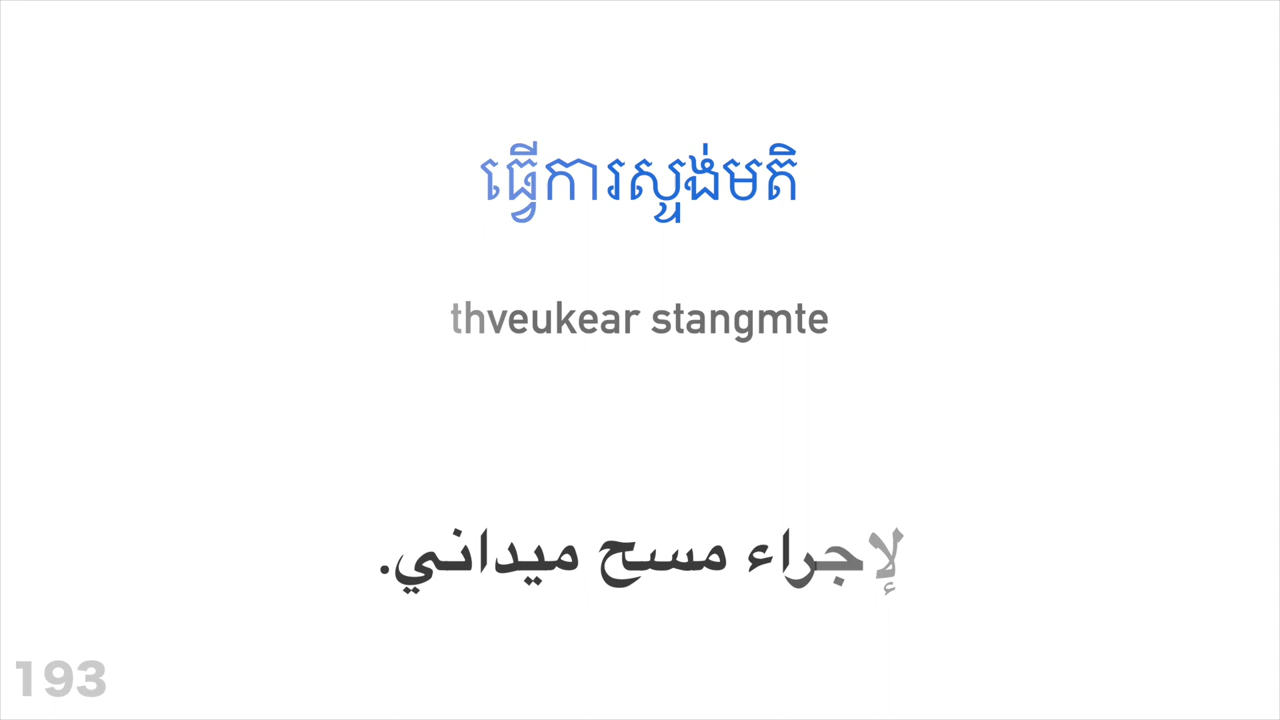 ធ្វើការស្ទង់មតិ
thveukear stangmte
لإجراء مسح ميداني.
193